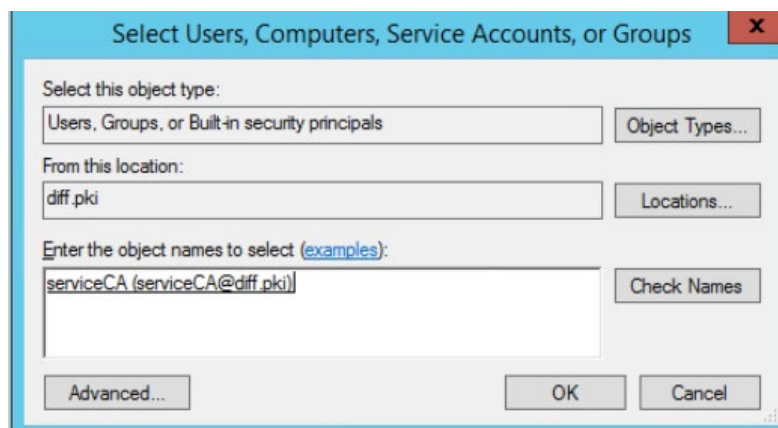 Select Users, Computers, Service Accounts, or Groups
X
Select this object type:
Users, Groups, or Built-in security principals
Object Types...
From this location:
diff.pki
Locations...
Enter the object names to select (examples):
serviceCA (serviceCA@diff.pki)
Check Names
Advanced...
OK
Cancel